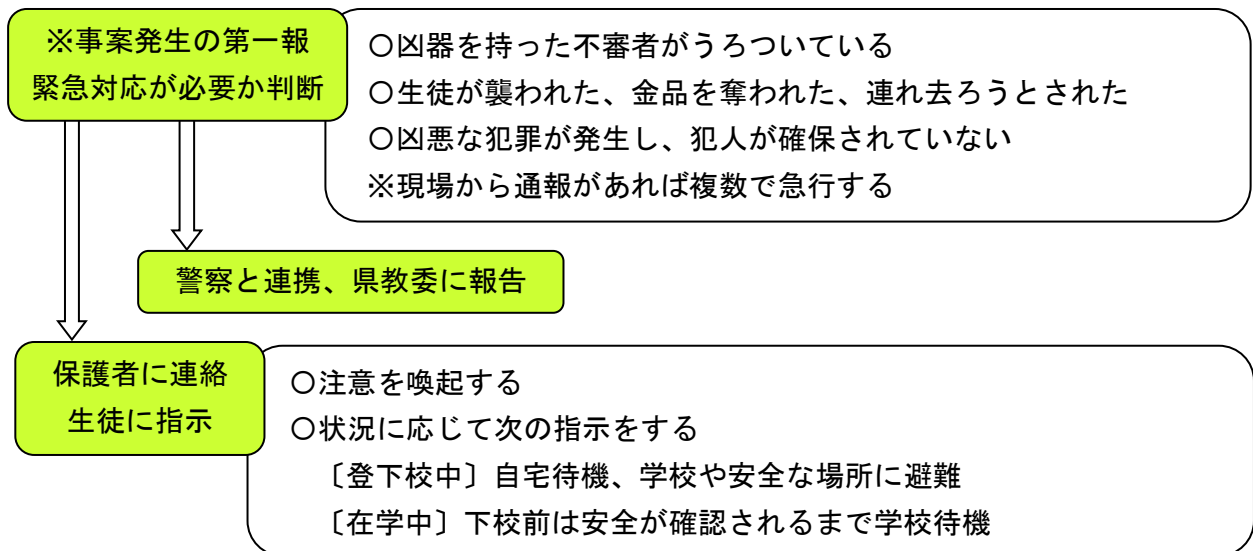 ※事案発生の第一報
緊急対応が必要か判断
〇凶器を持った不審者がうろついている
〇生徒が襲われた、金品を奪われた、連れ去ろうとされた
〇凶悪な犯罪が発生し、犯人が確保されていない
※現場から通報があれば複数で急行する
警察と連携、県教委に報告
保護者に連絡
生徒に指示
〇注意を喚起する
〇状況に応じて次の指示をする
〔登下校中〕自宅待機、学校や安全な場所に避難
〔在学中〕下校前は安全が確認されるまで学校待機